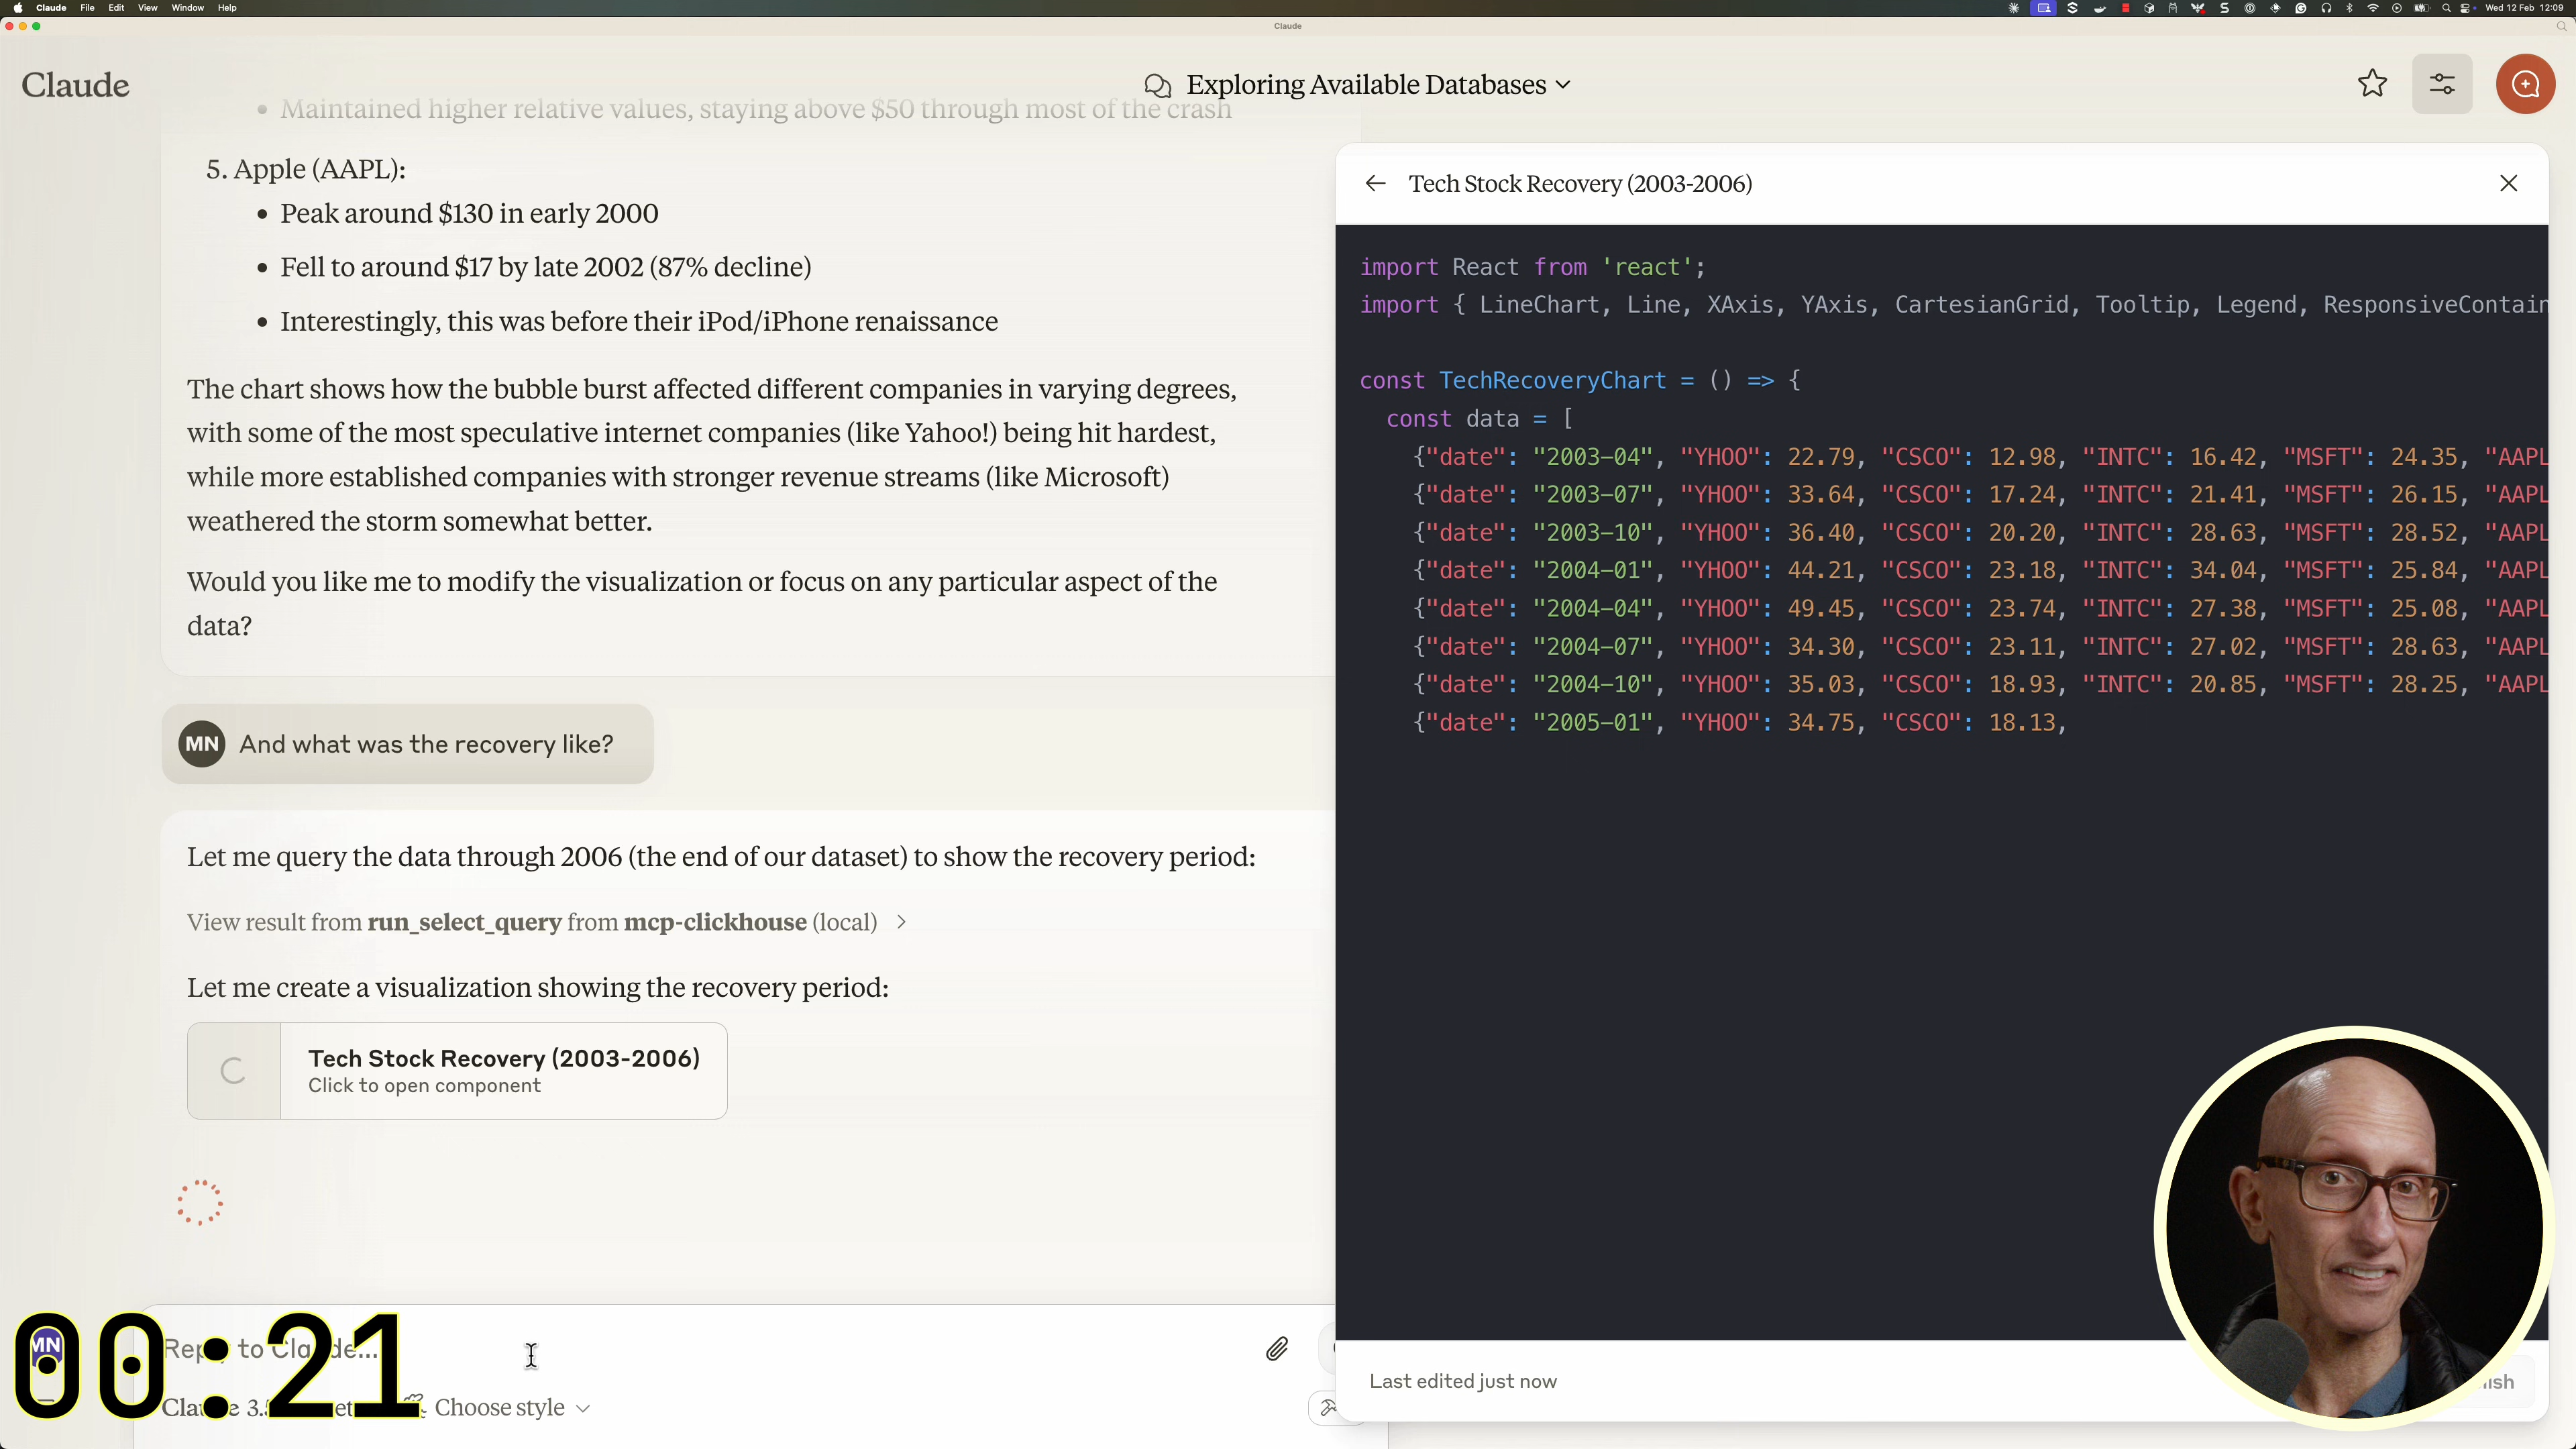 Claude File Edit View Window Help
Wed 12 Feb 12:09
Claude
Claude
Exploring Available Databases
Maintained higher relative values, staying above $50 through most of the crash
5. Apple (AAPL):
Peak around $130 in early 2000
Fell to around $17 by late 2002 (87% decline)
Interestingly, this was before their iPod/iPhone renaissance
The chart shows how the bubble burst affected different companies in varying degrees,
with some of the most speculative internet companies (like Yahoo!) being hit hardest,
while more established companies with stronger revenue streams (like Microsoft)
weathered the storm somewhat better.
Would you like me to modify the visualization or focus on any particular aspect of the
data?
MN And what was the recovery like?
Let me query the data through 2006 (the end of our dataset) to show the recovery period:
View result from run_select_query from mcp-clickhouse (local)
Let me create a visualization showing the recovery period:
Tech Stock Recovery (2003-2006)
Click to open component
MN
00:21
Reply to Claude...
Choose style
Tech Stock Recovery (2003-2006)
import React from 'react';
import { LineChart, Line, XAxis, YAxis, CartesianGrid, Tooltip, Legend, ResponsiveContain
const TechRecoveryChart = () => {
const data = [
{"date": "2003-04", "YHOO": 22.79, "CSCO": 12.98, "INTC": 16.42, "MSFT": 24.35, "AAPL
{"date": "2003-07", "YHOO": 33.64, "CSCO": 17.24, "INTC": 21.41, "MSFT": 26.15, "AAPL
{"date": "2003-10", "YHOO": 36.40, "CSCO": 20.20, "INTC": 28.63, "MSFT": 28.52, "AAPL
{"date": "2004-01", "YHOO": 44.21, "CSCO": 23.18, "INTC": 34.04, "MSFT": 25.84, "AAPL
{"date": "2004-04", "YHOO": 49.45, "CSCO": 23.74, "INTC": 27.38, "MSFT": 25.08, "AAPL
{"date": "2004-07", "YHOO": 34.30, "CSCO": 23.11, "INTC": 27.02, "MSFT": 28.63, "AAPL
{"date": "2004-10", "YHOO": 35.03, "CSCO": 18.93, "INTC": 20.85, "MSFT": 28.25, "AAPL
{"date": "2005-01", "YHOO": 34.75, "CSCO": 18.13,
Last edited just now